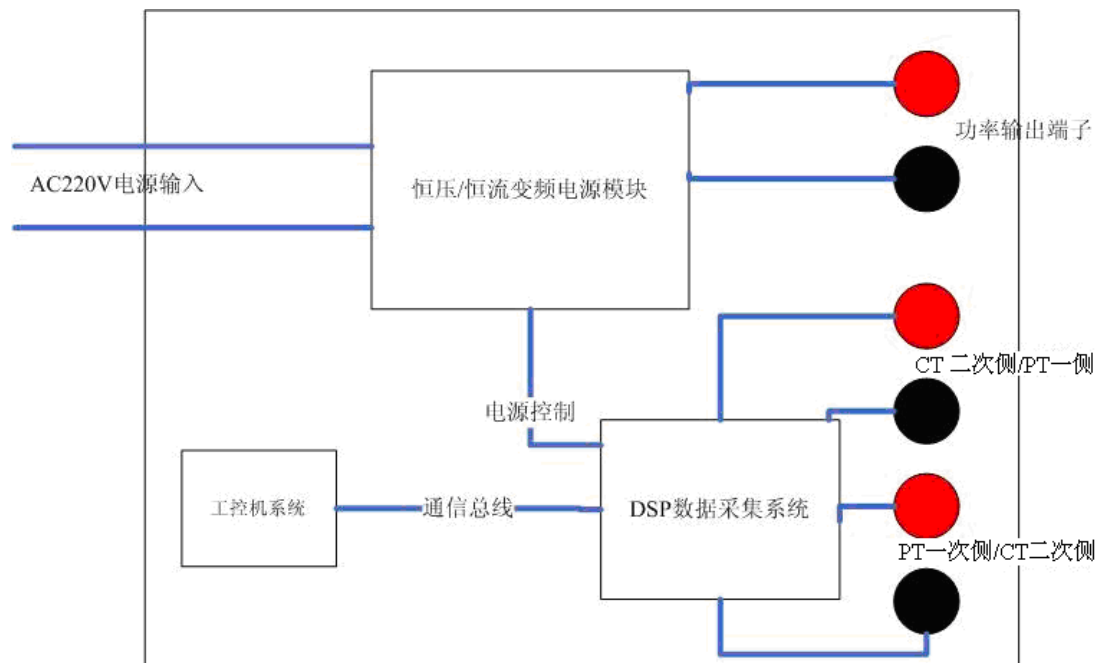 功率输出端子
AC220V电源输入
恒压/恒流变频电源模块
CT 二次侧/PT一侧
电源控制
工控机系统
通信总线
DSP数据采集系统
PT一次侧/CT二次侧